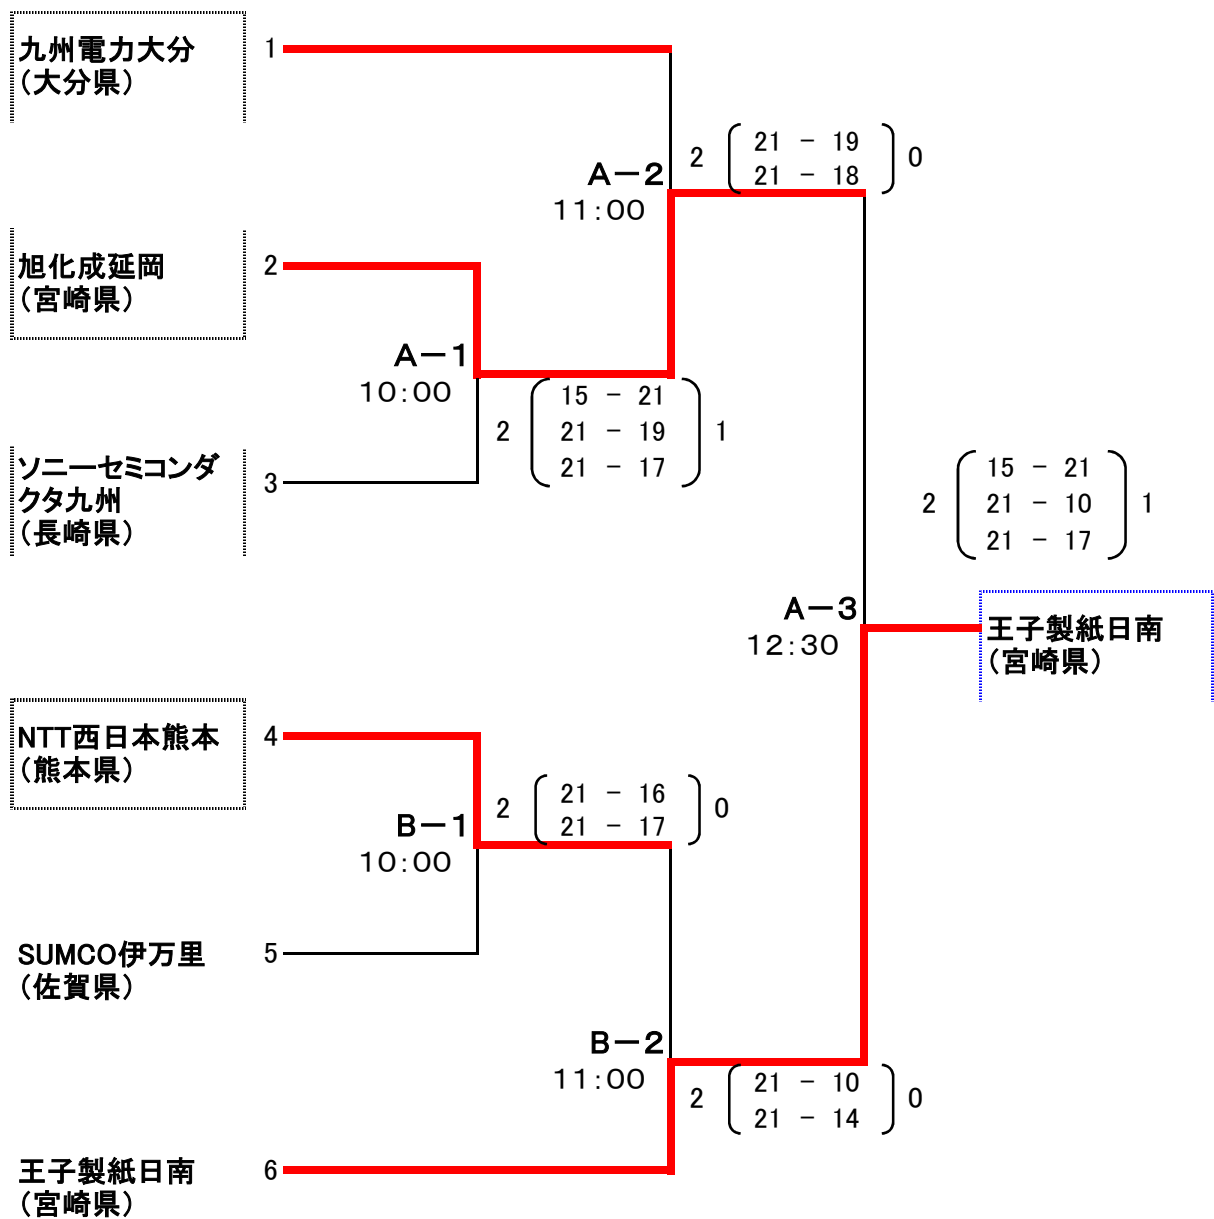 九州電力大分
（大分県）
1
2
21 － 19
21 － 18
0
A－2
11:00
旭化成延岡
（宮崎県）
2
A－1
10:00
2
15 － 21
21 － 19
21 － 17
1
ソニーセミコンダ
クタ九州
（長崎県）
3
2
15 － 21
21 － 10
21 － 17
1
A－3
12:30
王子製紙日南
（宮崎県）
NTT西日本熊本
（熊本県）
4
2
21 － 16
21 － 17
0
B－1
10:00
SUMCO伊万里
（佐賀県）
5
B－2
11:00
2
21 － 10
21 － 14
0
王子製紙日南
（宮崎県）
6